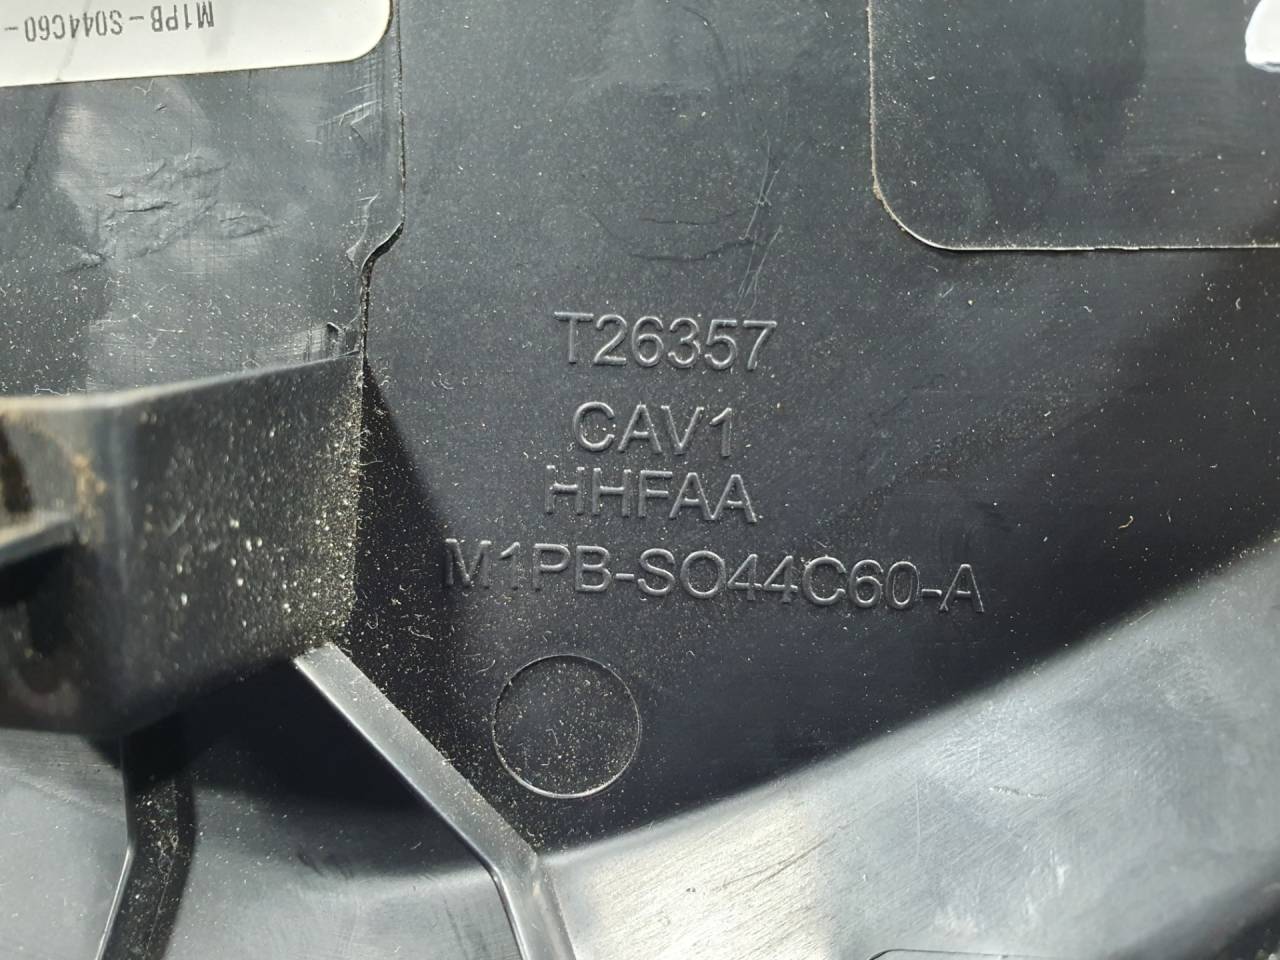 M1PB-S044C60-
T26357
CAV1
HHFAA
M1PB-SO44C60-A